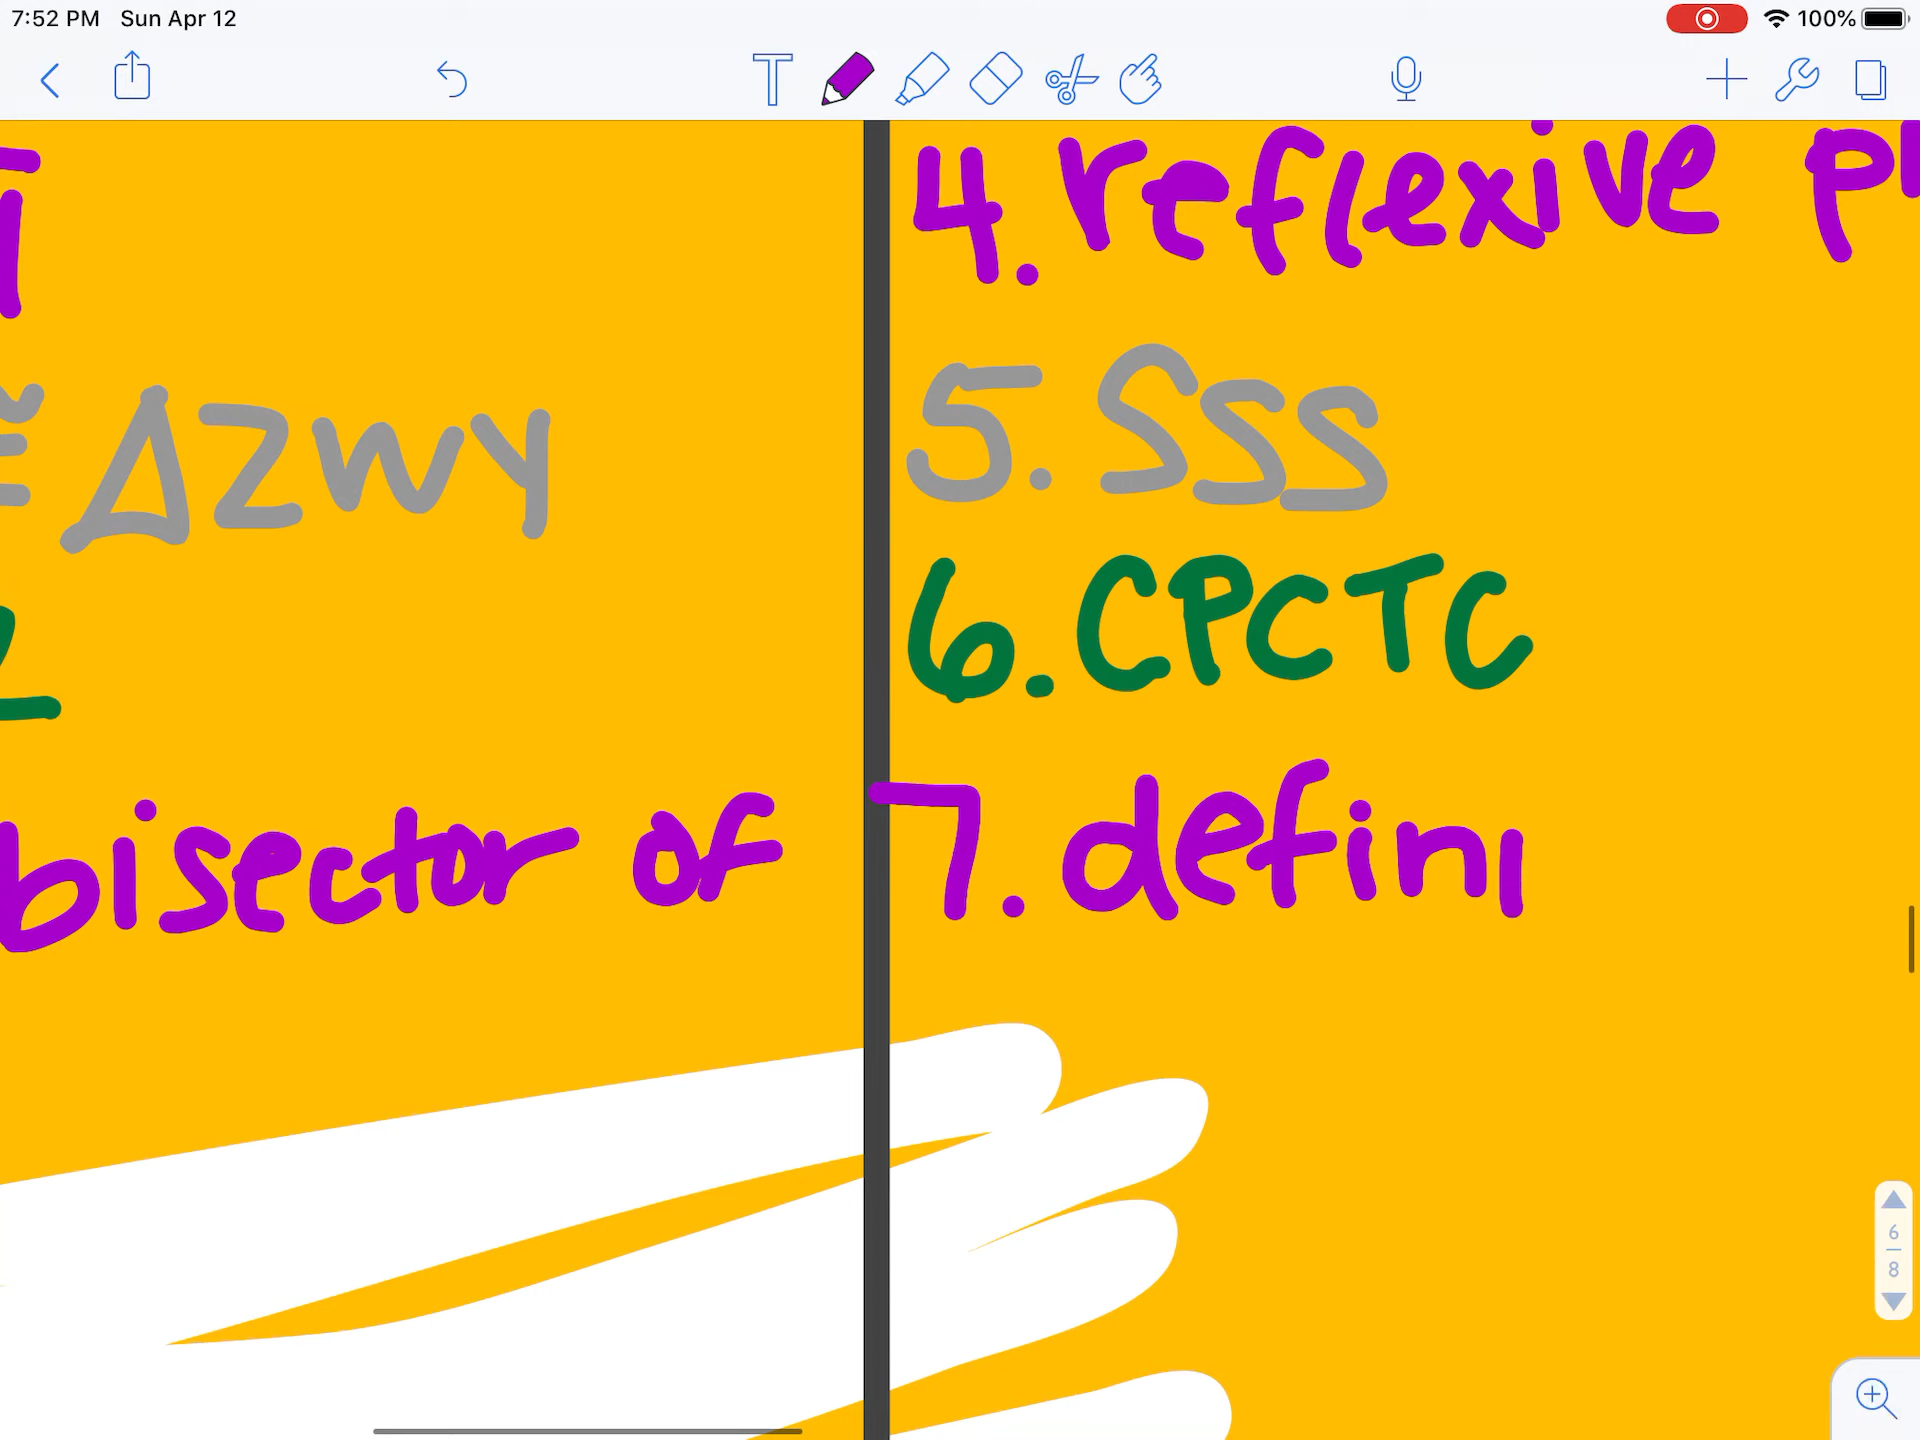 7:52 PM Sun Apr 12
100%
T
4. reflexive
≅ ΔZWY
5. SSS
2
6. CPCTC
bisector of
7. defini
6
8